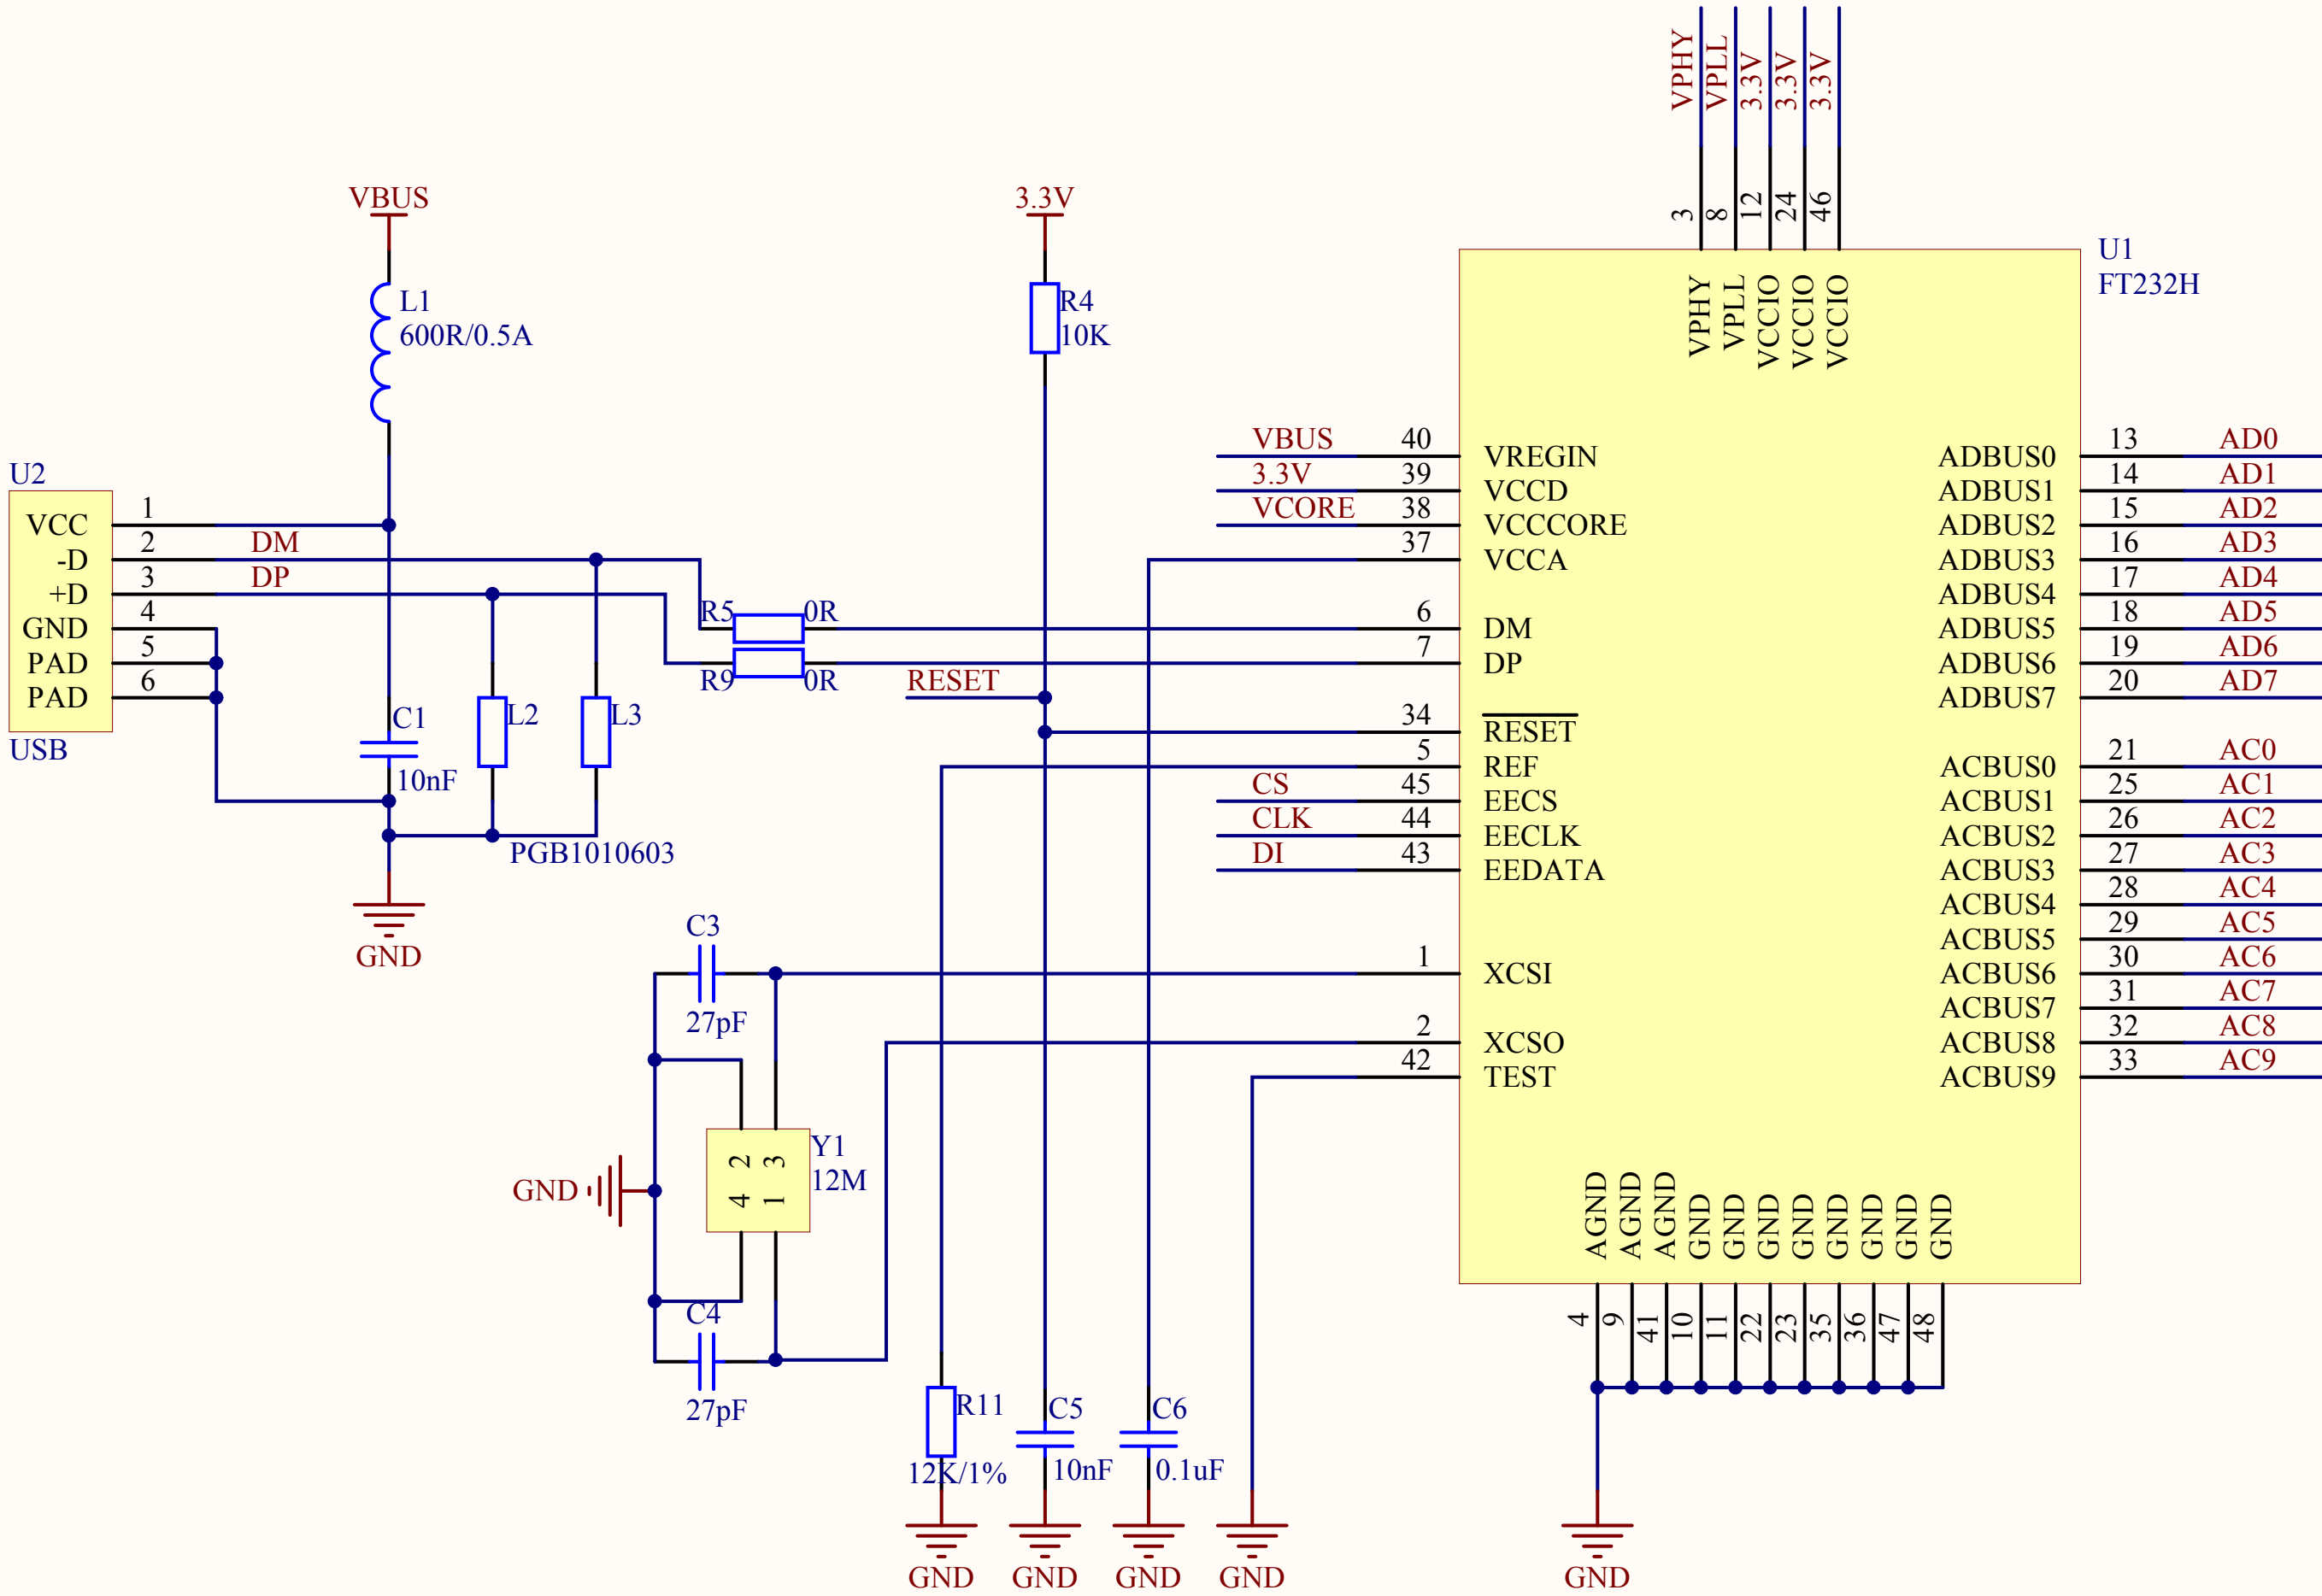 VPHY
VPLL
3.3V
3.3V
3.3V
3
8
12
24
46
VBUS
3.3V
U1
FT232H
L1
600R/0.5A
R4
10K
VPHY
VPLL
VCCIO
VCCIO
VCCIO
U2
VCC 1
-D 2 DM
+D 3 DP
GND 4
PAD 5
PAD 6
USB
C1
10nF
L2
L3
PGB1010603
GND
R5 0R
R9 0R
RESET
VBUS 40 VREGIN
3.3V 39 VCCD
VCORE 38 VCCCORE
37 VCCA
6 DM
7 DP
34 RESET
5 REF
CS 45 EECS
CLK 44 EECLK
DI 43 EEDATA
1 XCSI
2 XCSO
42 TEST
ADBUS0 13 AD0
ADBUS1 14 AD1
ADBUS2 15 AD2
ADBUS3 16 AD3
ADBUS4 17 AD4
ADBUS5 18 AD5
ADBUS6 19 AD6
ADBUS7 20 AD7
ACBUS0 21 AC0
ACBUS1 25 AC1
ACBUS2 26 AC2
ACBUS3 27 AC3
ACBUS4 28 AC4
ACBUS5 29 AC5
ACBUS6 30 AC6
ACBUS7 31 AC7
ACBUS8 32 AC8
ACBUS9 33 AC9
C3
27pF
GND
2 3
4 1
Y1
12M
C4
27pF
R11
12K/1%
C5
10nF
C6
0.1uF
AGND
AGND
AGND
GND
GND
GND
GND
GND
GND
GND
GND
4
9
41
10
11
22
23
35
36
47
48
GND
GND
GND
GND
GND